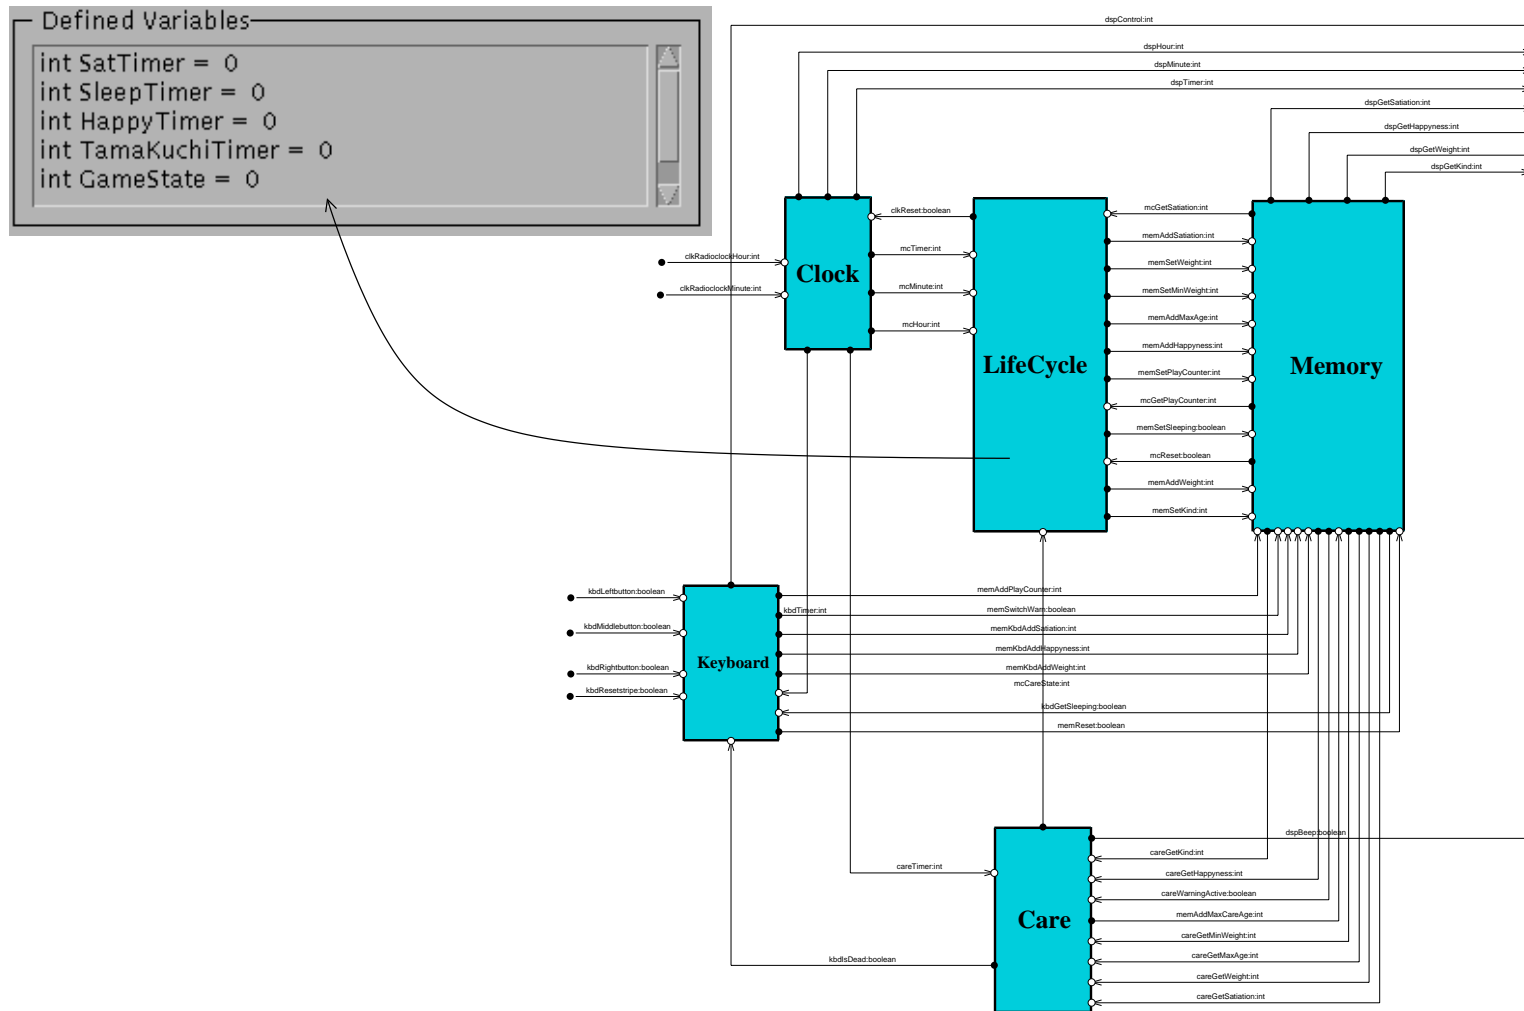 Defined Variables
int SatTimer = 0
int SleepTimer = 0
int HappyTimer = 0
int TamaKuchiTimer = 0
int GameState = 0
dspControl:int
dspHour:int
dspMinute:int
dspTimer:int
dspGetSatiation:int
dspGetHappyness:int
dspGetWeight:int
dspGetKind:int
clkRadioclockHour:int
clkRadioclockMinute:int
Clock
clkReset:boolean
mcTimer:int
mcMinute:int
mcHour:int
LifeCycle
mcGetSatiation:int
memAddSatiation:int
memSetWeight:int
memSetMinWeight:int
memAddMaxAge:int
memAddHappyness:int
memSetPlayCounter:int
mcGetPlayCounter:int
memSetSleeping:boolean
mcReset:boolean
memAddWeight:int
memSetKind:int
Memory
kbdLeftbutton:boolean
kbdMiddlebutton:boolean
kbdRightbutton:boolean
kbdResetstripe:boolean
Keyboard
kbdTimer:int
memAddPlayCounter:int
memSwitchWarn:boolean
memKbdAddSatiation:int
memKbdAddHappyness:int
memKbdAddWeight:int
mcCareState:int
kbdGetSleeping:boolean
memReset:boolean
careTimer:int
kbdIsDead:boolean
Care
dspBeep:boolean
careGetKind:int
careGetHappyness:int
careWarningActive:boolean
memAddMaxCareAge:int
careGetMinWeight:int
careGetMaxAge:int
careGetWeight:int
careGetSatiation:int